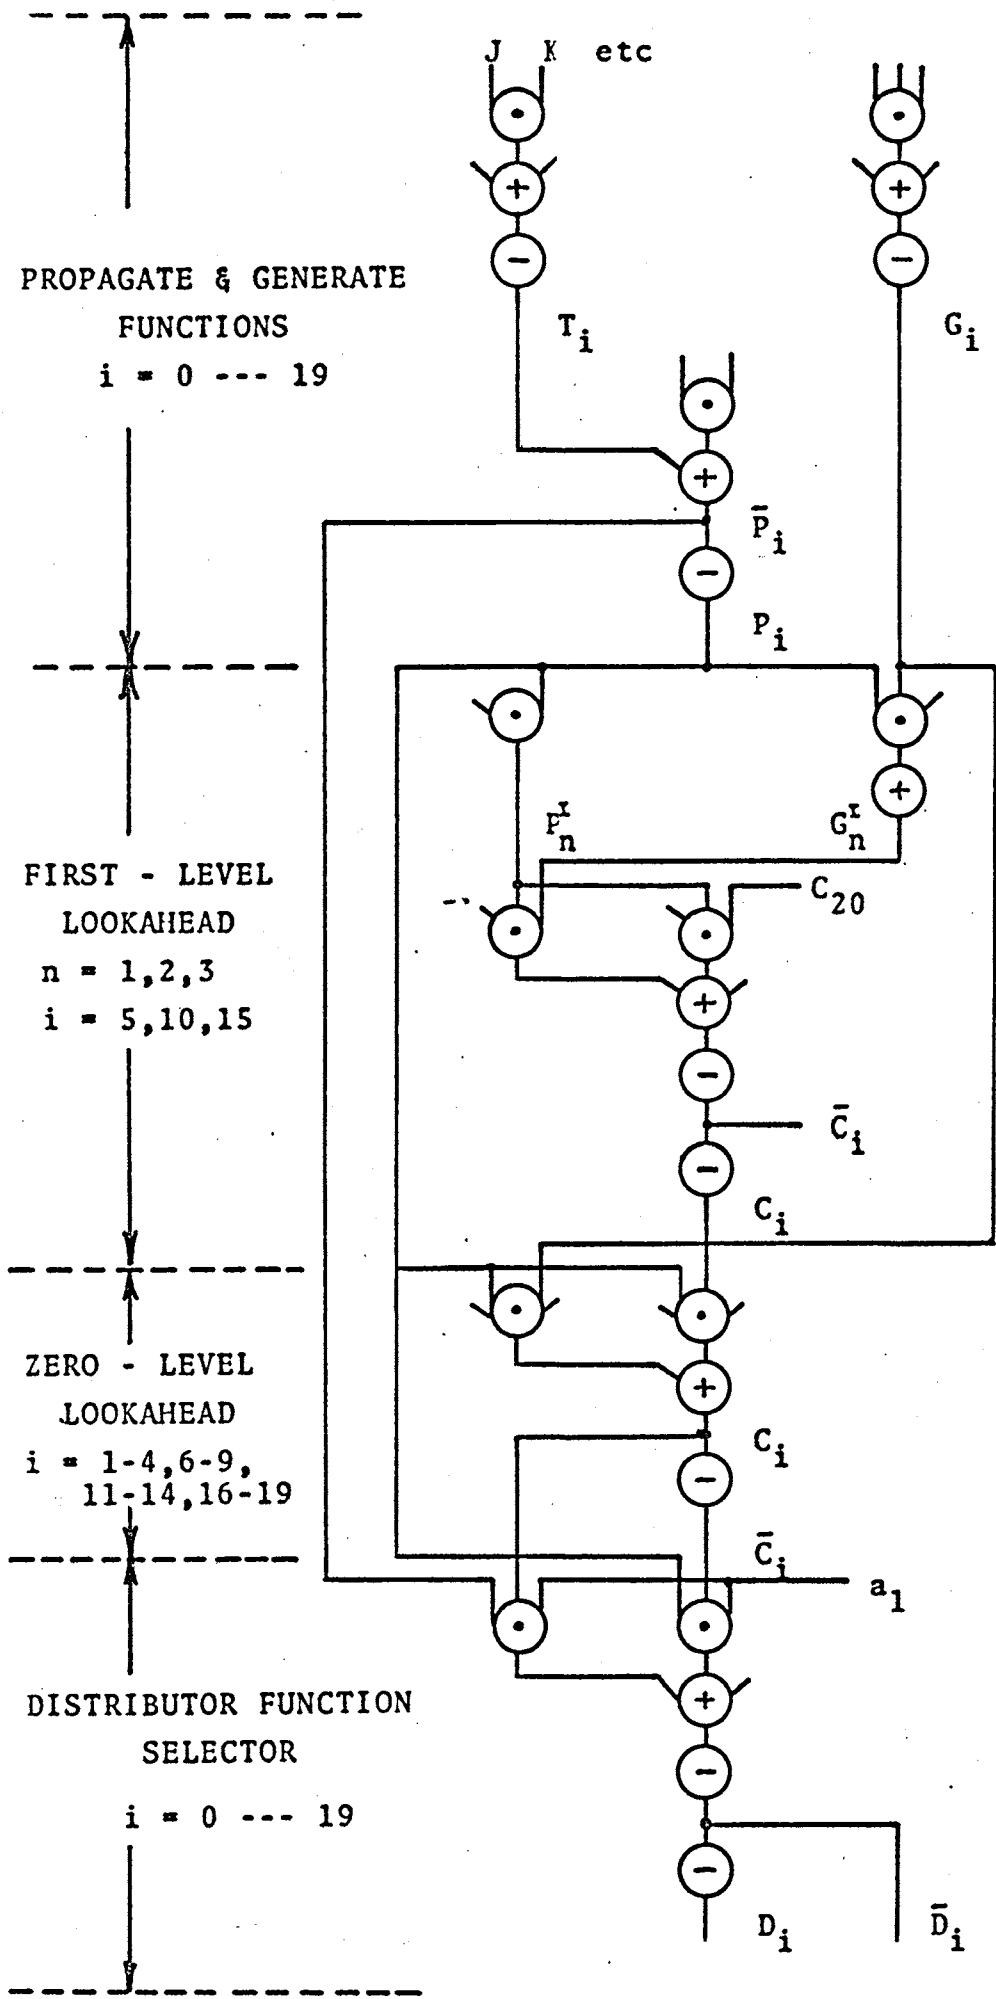 J K etc
PROPAGATE & GENERATE
FUNCTIONS
i = 0 --- 19
T_i
G_i
P̄_i
P_i
FIRST - LEVEL
LOOKAHEAD
n = 1,2,3
i = 5,10,15
P_n^I
G_n^I
C_20
C̄_i
C_i
ZERO - LEVEL
LOOKAHEAD
i = 1-4,6-9,
11-14,16-19
C_i
C̄_i
a_1
DISTRIBUTOR FUNCTION
SELECTOR
i = 0 --- 19
D_i
D̄_i